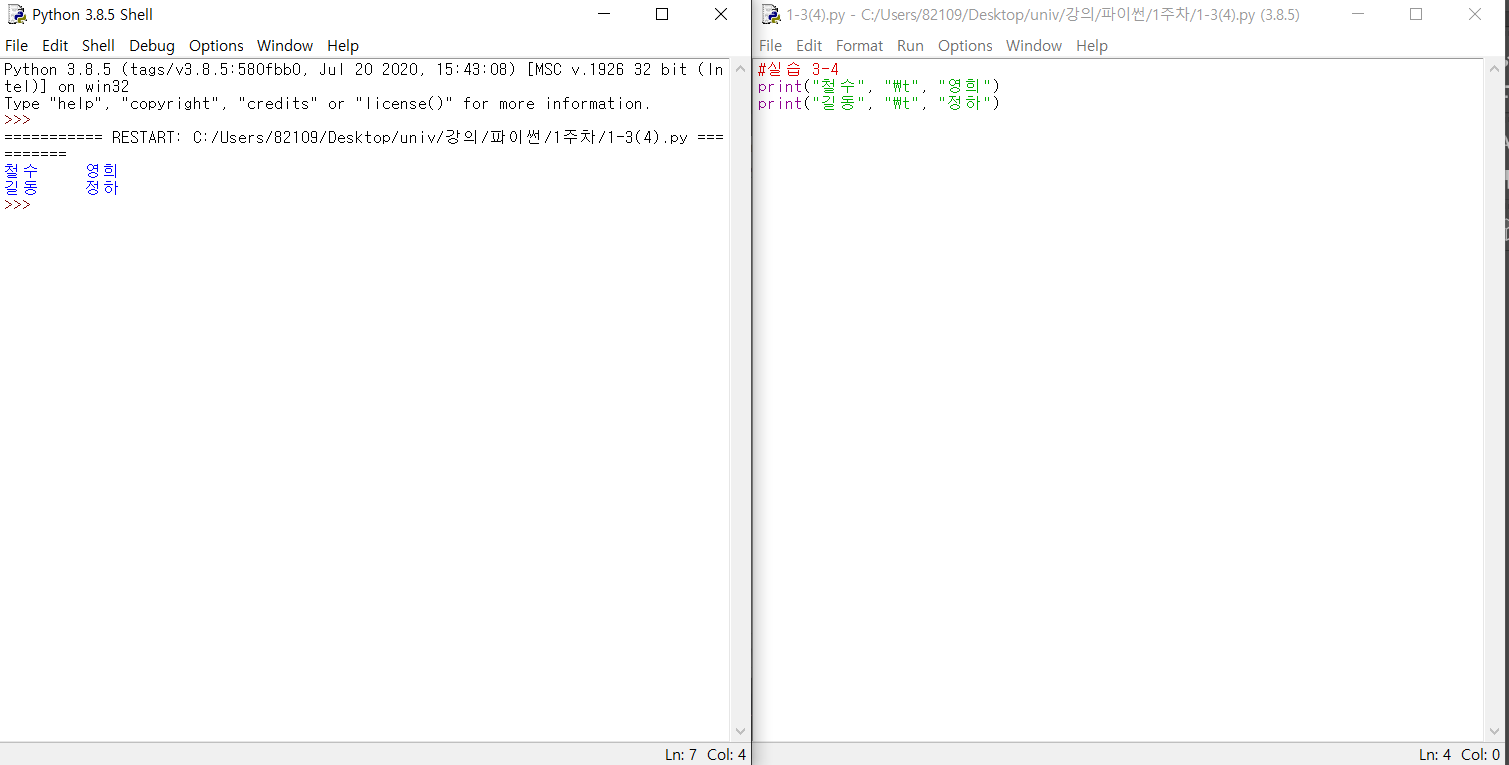 Python 3.8.5 Shell
File Edit Shell Debug Options Window Help
Python 3.8.5 (tags/v3.8.5:580fbb0, Jul 20 2020, 15:43:08) [MSC v.1926 32 bit (In
tel)] on win32
Type "help", "copyright", "credits" or "license()" for more information.
>>>
=========== RESTART: C:/Users/82109/Desktop/univ/강의/파이썬/1주차/1-3(4).py ===
=======
철수 영희
길동 정하
>>>
Ln: 7 Col: 4
1-3(4).py - C:/Users/82109/Desktop/univ/강의/파이썬/1주차/1-3(4).py (3.8.5)
File Edit Format Run Options Window Help
#실습 3-4
print("철수", "₩t", "영희")
print("길동", "₩t", "정하")
Ln: 4 Col: 0